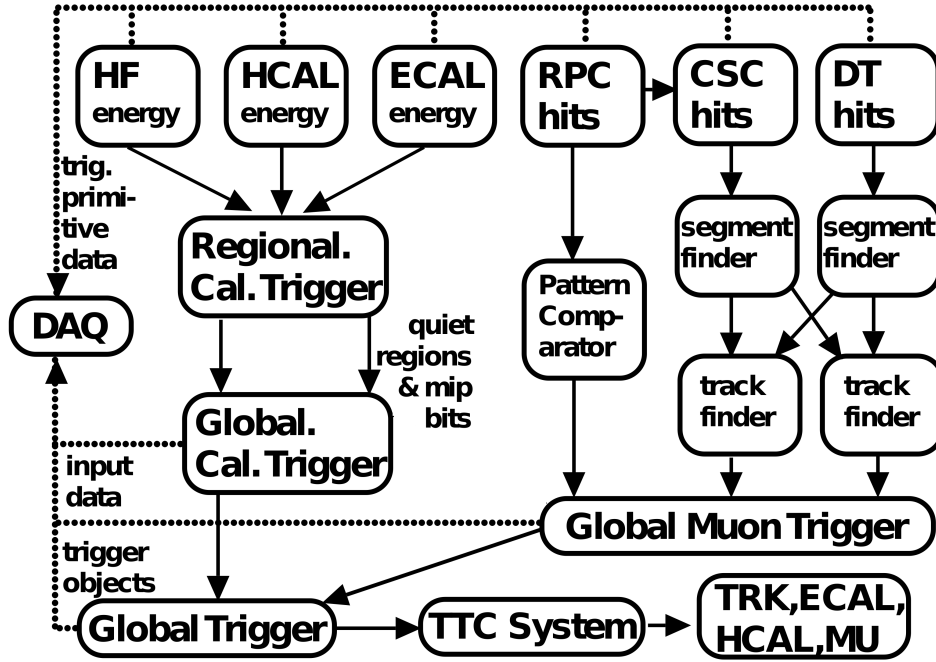 HF
energy
HCAL
energy
ECAL
energy
RPC
hits
CSC
hits
DT
hits
trig.
primi-
tive
data
Regional.
Cal. Trigger
segment
finder
segment
finder
Pattern
Comp-
arator
DAQ
quiet
regions
& mip
bits
track
finder
track
finder
Global.
Cal. Trigger
input
data
Global Muon Trigger
trigger
objects
Global Trigger
TTC System
TRK,ECAL,
HCAL,MU